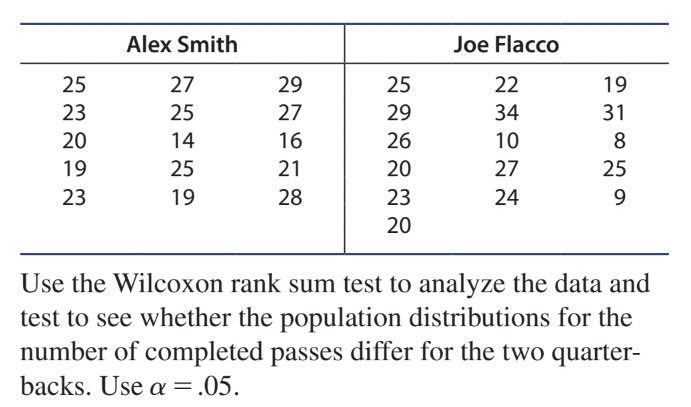 Alex Smith Joe Flacco
25 27 29 25 22 19
23 25 27 29 34 31
20 14 16 26 10 8
19 25 21 20 27 25
23 19 28 23 24 9
20
Use the Wilcoxon rank sum test to analyze the data and
test to see whether the population distributions for the
number of completed passes differ for the two quarter-
backs. Use α = .05.